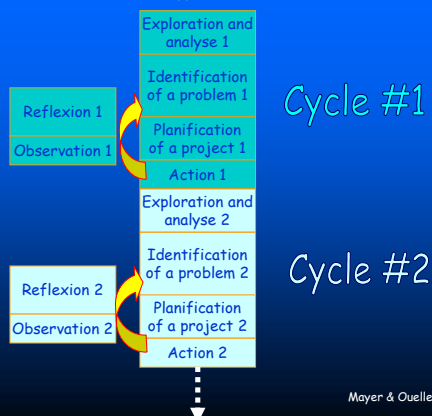 Exploration and
analyse 1
Identification
of a problem 1
Planification
of a project 1
Action 1
Reflexion 1
Observation 1
Cycle #1
Exploration and
analyse 2
Identification
of a problem 2
Planification
of a project 2
Action 2
Reflexion 2
Observation 2
Cycle #2
Mayer & Ouelle